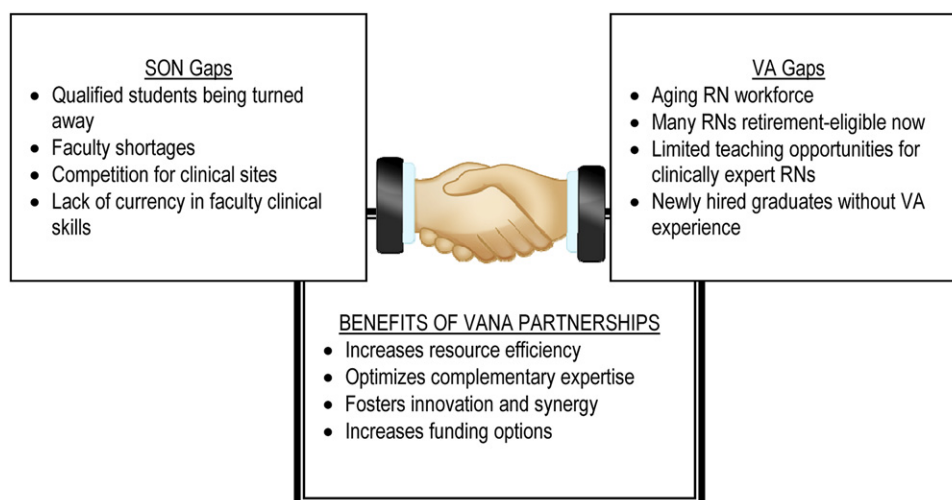 SON Gaps
• Qualified students being turned
away
• Faculty shortages
• Competition for clinical sites
• Lack of currency in faculty clinical
skills
VA Gaps
• Aging RN workforce
• Many RNs retirement-eligible now
• Limited teaching opportunities for
clinically expert RNs
• Newly hired graduates without VA
experience
BENEFITS OF VANA PARTNERSHIPS
• Increases resource efficiency
• Optimizes complementary expertise
• Fosters innovation and synergy
• Increases funding options